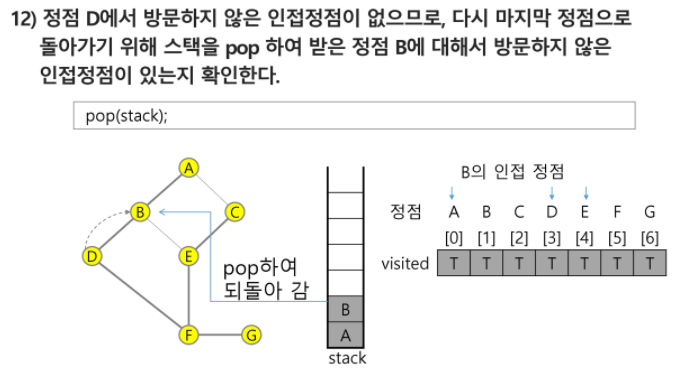 12) 정점 D에서 방문하지 않은 인접정점이 없으므로, 다시 마지막 정점으로
돌아가기 위해 스택을 pop 하여 받은 정점 B에 대해서 방문하지 않은
인접정점이 있는지 확인한다.
pop(stack);
A
B
C
D
E
F
G
pop하여
되돌아 감
B
A
stack
B의 인접 정점
정점 A B C D E F G
[0] [1] [2] [3] [4] [5] [6]
visited T T T T T T T